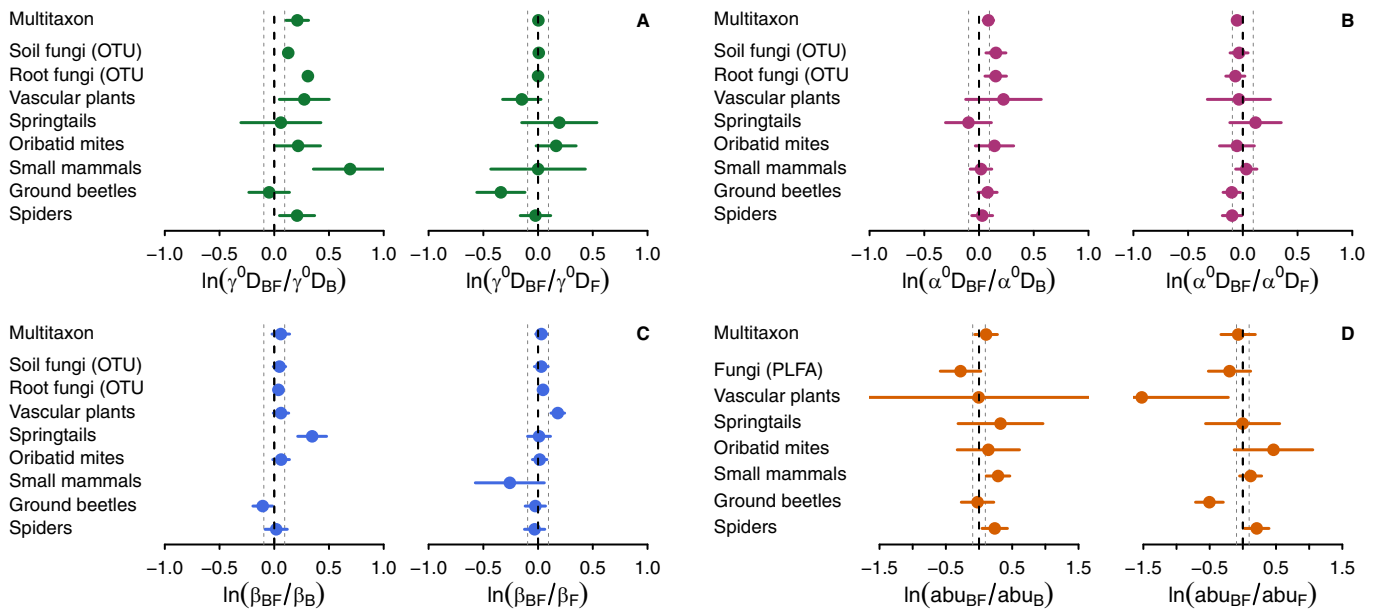 Multitaxon
Soil fungi (OTU)
Root fungi (OTU
Vascular plants
Springtails
Oribatid mites
Small mammals
Ground beetles
Spiders
A
−1.0 −0.5 0.0 0.5 1.0
ln(γ⁰D_BF/γ⁰D_B)
−1.0 −0.5 0.0 0.5 1.0
ln(γ⁰D_BF/γ⁰D_F)
Multitaxon
Soil fungi (OTU)
Root fungi (OTU
Vascular plants
Springtails
Oribatid mites
Small mammals
Ground beetles
Spiders
B
−1.0 −0.5 0.0 0.5 1.0
ln(α⁰D_BF/α⁰D_B)
−1.0 −0.5 0.0 0.5 1.0
ln(α⁰D_BF/α⁰D_F)
Multitaxon
Soil fungi (OTU)
Root fungi (OTU
Vascular plants
Springtails
Oribatid mites
Small mammals
Ground beetles
Spiders
C
−1.0 −0.5 0.0 0.5 1.0
ln(β_BF/β_B)
−1.0 −0.5 0.0 0.5 1.0
ln(β_BF/β_F)
Multitaxon
Fungi (PLFA)
Vascular plants
Springtails
Oribatid mites
Small mammals
Ground beetles
Spiders
D
−1.5 −0.5 0.5 1.5
ln(abu_BF/abu_B)
−1.5 −0.5 0.5 1.5
ln(abu_BF/abu_F)